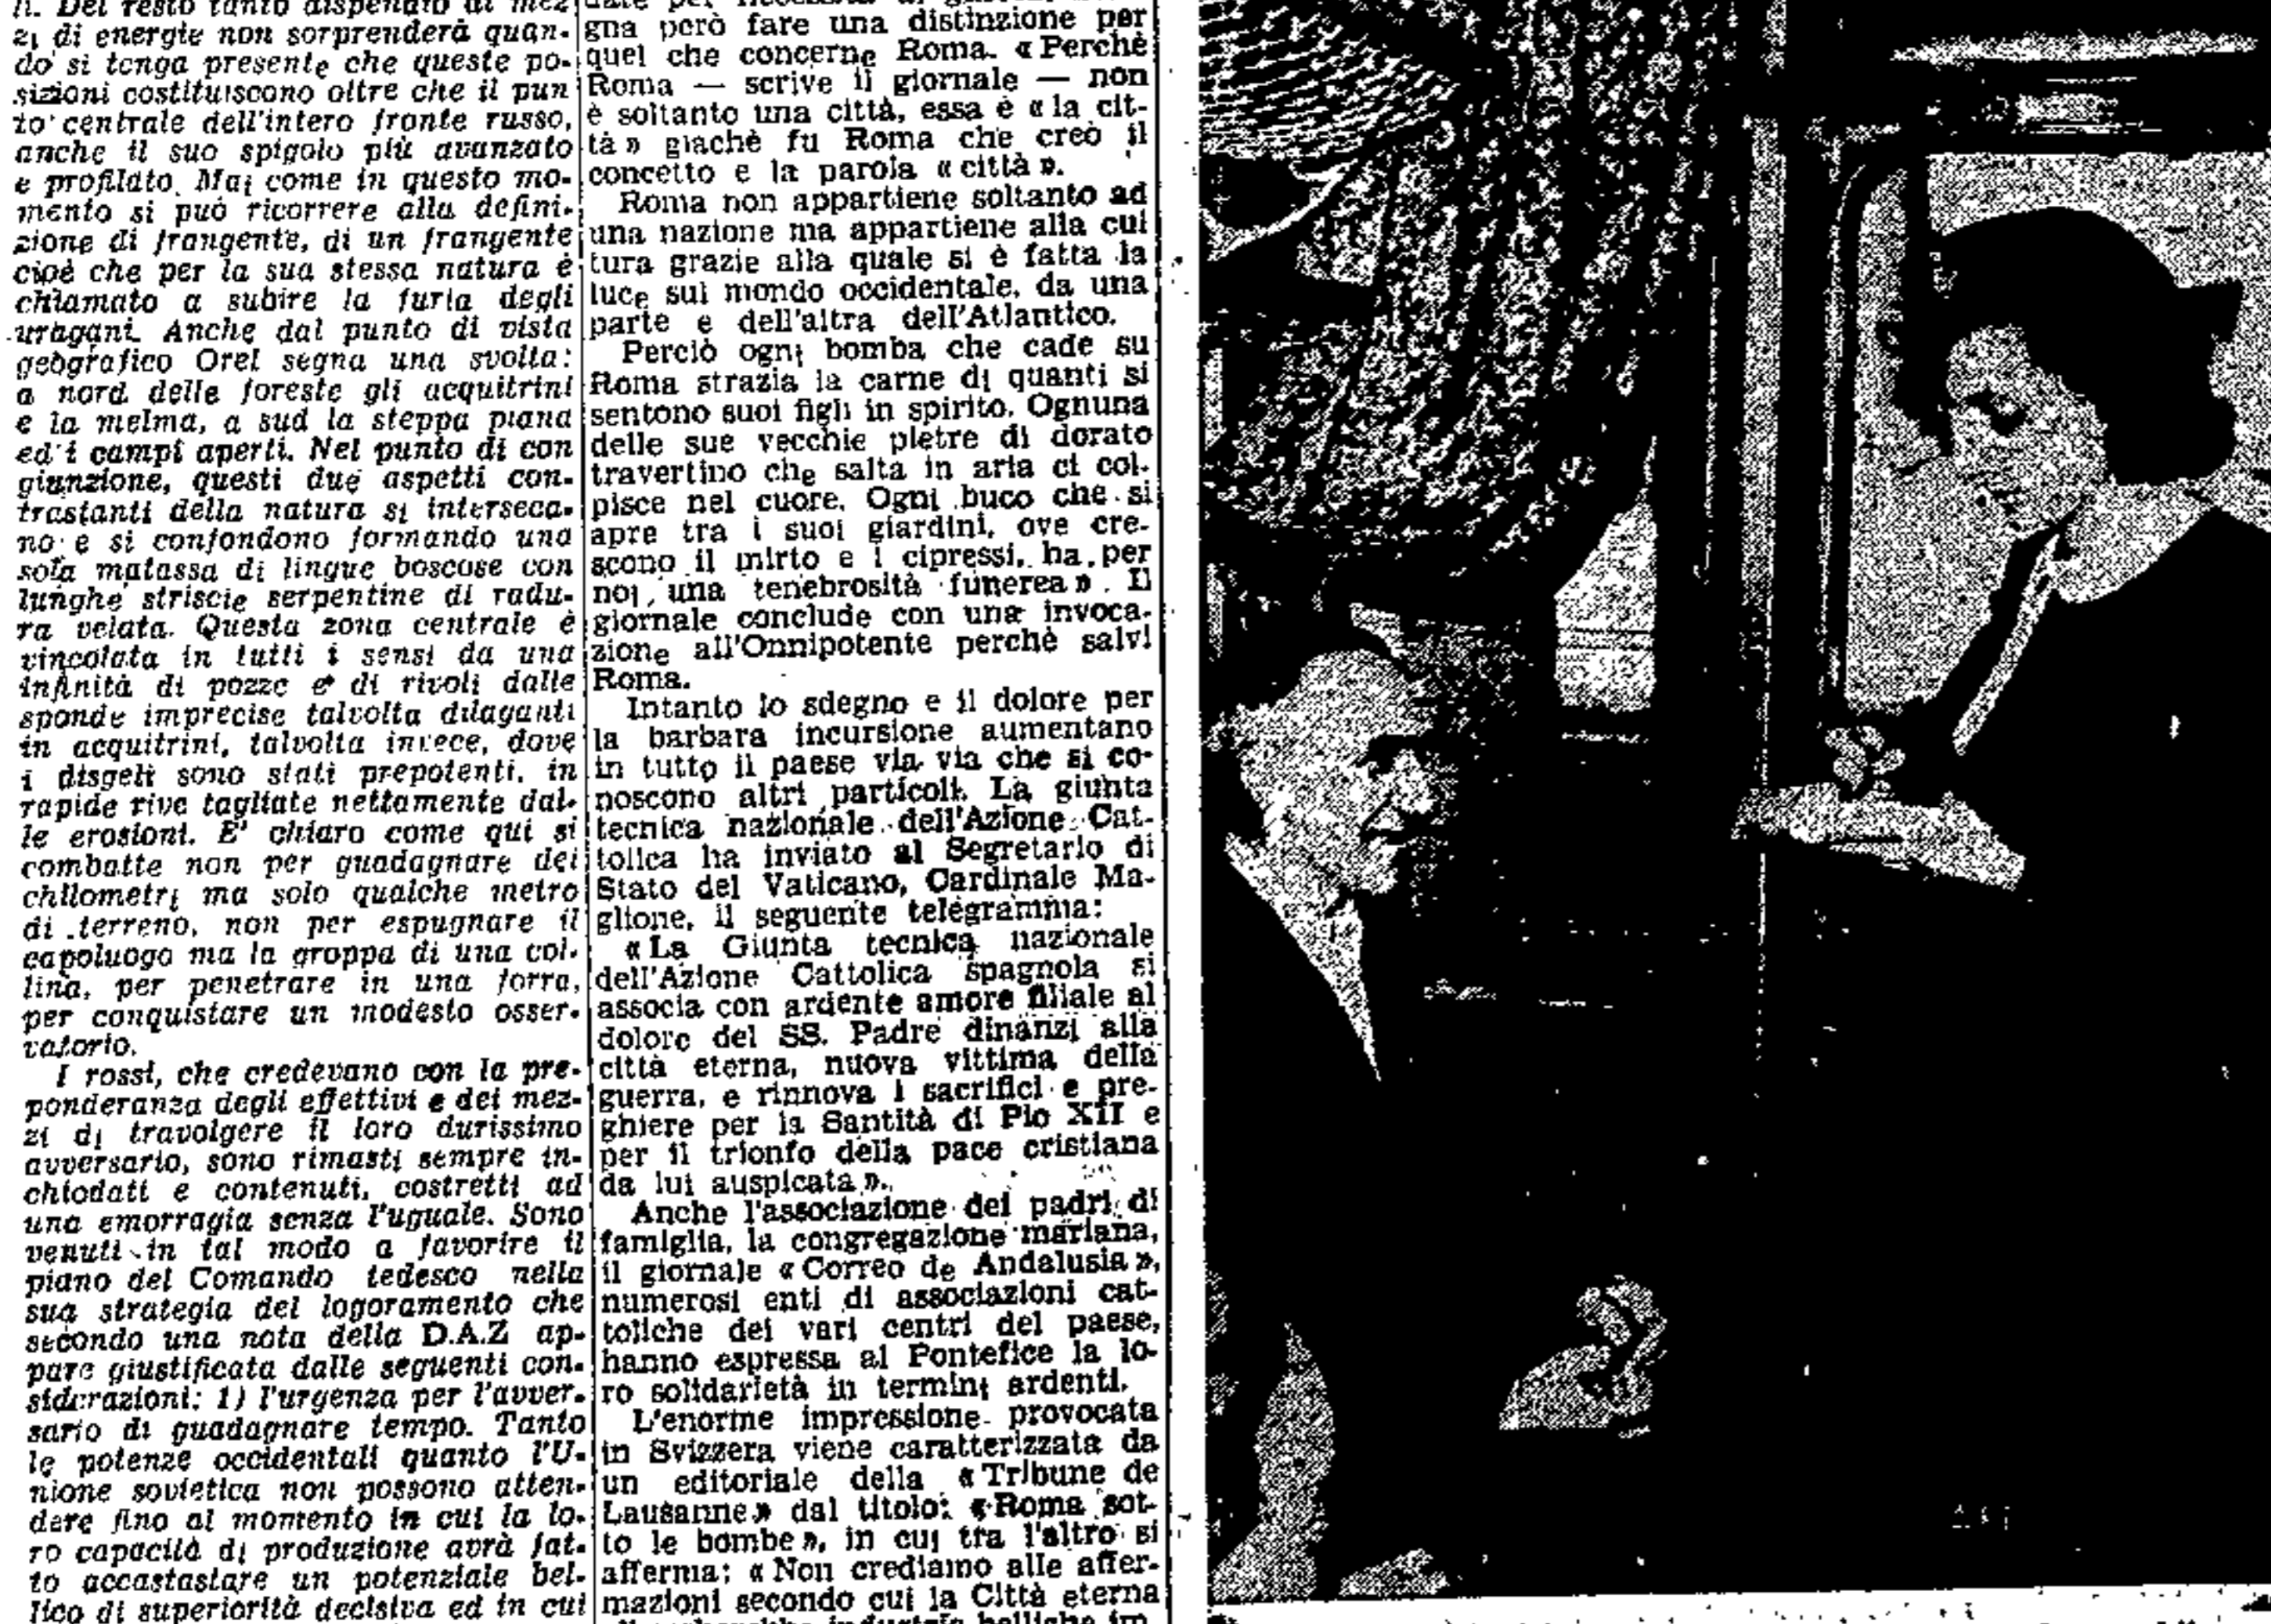 li. Del resto tanto dispendio di mez
zi di energie non sorprenderà quan-
do si tenga presente che queste po-
sizioni costituiscono oltre che il pun
to centrale dell'intero fronte russo,
anche il suo spigolo più avanzato
e profilato. Mai come in questo mo-
mento si può ricorrere alla defini-
zione di frangente, di un frangente
cioè che per la sua stessa natura è
chiamato a subire la furia degli
uragani. Anche dal punto di vista
geografico Orel segna una svolta:
a nord delle foreste gli acquitrini
e la melma, a sud la steppa piana
ed i campi aperti. Nel punto di con
giunzione, questi due aspetti con-
trastanti della natura si interseca-
no e si confondono formando una
sola matassa di lingue boscose con
lunghe striscie serpentine di radu-
ra velata. Questa zona centrale è
vincolata in tutti i sensi da una
infinità di pozze e di rivoli dalle
sponde imprecise talvolta dilaganti
in acquitrini, talvolta invece, dove
i disgeli sono stati prepotenti, in
rapide rive tagliate nettamente dal-
le erosioni. E' chiaro come qui si
combatte non per guadagnare dei
chilometri ma solo qualche metro
di terreno, non per espugnare il
capoluogo ma la groppa di una col-
lina, per penetrare in una forra,
per conquistare un modesto osser-
vatorio.
I rossi, che credevano con la pre-
ponderanza degli effettivi e dei mez-
zi di travolgere il loro durissimo
avversario, sono rimasti sempre in-
chiodati e contenuti, costretti ad
una emorragia senza l'uguale. Sono
venuti in tal modo a favorire il
piano del Comando tedesco nella
sua strategia del logoramento che
secondo una nota della D.A.Z ap-
pare giustificata dalle seguenti con-
siderazioni: 1) l'urgenza per l'avver-
sario di guadagnare tempo. Tanto
le potenze occidentali quanto l'U-
nione sovietica non possono atten-
dere fino al momento in cui la lo-
ro capacità di produzione avrà fat-
to accastastare un potenziale bel-
lico di superiorità decisiva ed in cui
gna però fare una distinzione per
quel che concerne Roma. « Perchè
Roma — scrive il giornale — non
è soltanto una città, essa è « la cit-
tà » giachè fu Roma che creò il
concetto e la parola « città ».
Roma non appartiene soltanto ad
una nazione ma appartiene alla cul
tura grazie alla quale si è fatta la
luce sul mondo occidentale, da una
parte e dell'altra dell'Atlantico.
Perciò ogni bomba che cade su
Roma strazia la carne di quanti si
sentono suoi figli in spirito. Ognuna
delle sue vecchie pietre di dorato
travertino che salta in aria ci col-
pisce nel cuore. Ogni buco che si
apre tra i suoi giardini, ove cre-
scono il mirto e i cipressi, ha per
noi una tenebrosità funerea ». Il
giornale conclude con una invoca-
zione all'Onnipotente perchè salvi
Roma.
Intanto lo sdegno e il dolore per
la barbara incursione aumentano
in tutto il paese via via che si co-
noscono altri particoli. La giunta
tecnica nazionale dell'Azione Cat-
tolica ha inviato al Segretario di
Stato del Vaticano, Cardinale Ma-
glione, il seguente telegramma:
« La Giunta tecnica nazionale
dell'Azione Cattolica spagnola si
associa con ardente amore filiale al
dolore del SS. Padre dinanzi alla
città eterna, nuova vittima della
guerra, e rinnova i sacrifici e pre-
ghiere per la Santità di Pio XII e
per il trionfo della pace cristiana
da lui auspicata ».
Anche l'associazione dei padri di
famiglia, la congregazione mariana,
il giornale « Correo de Andalusia »,
numerosi enti di associazioni cat-
toliche dei vari centri del paese,
hanno espressa al Pontefice la lo-
ro solidarietà in termini ardenti.
L'enorme impressione provocata
in Svizzera viene caratterizzata da
un editoriale della « Tribune de
Lausanne » dal titolo: « Roma sot-
to le bombe », in cui tra l'altro si
afferma: « Non crediamo alle affer-
mazioni secondo cui la Città eterna